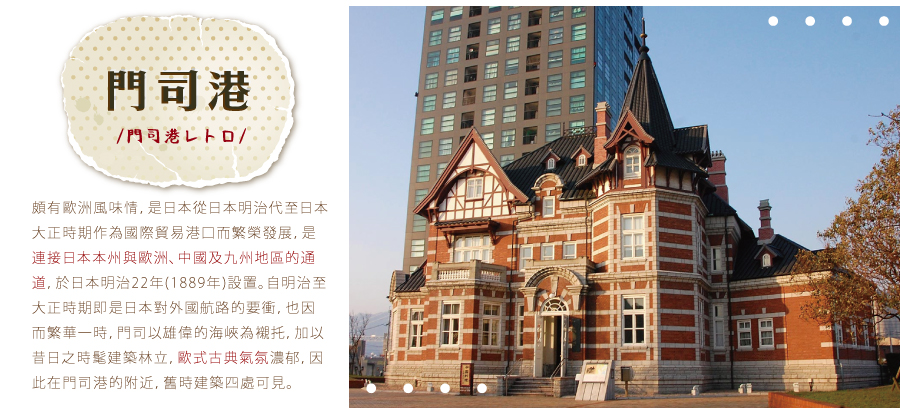 門司港
/門司港レトロ/
頗有歐洲風味情，是日本從日本明治代至日本
大正時期作為國際貿易港口而繁榮發展，是
連接日本本州與歐洲、中國及九州地區的通
道，於日本明治22年(1889年)設置。自明治至
大正時期即是日本對外國航路的要衝，也因
而繁華一時，門司以雄偉的海峽為襯托，加以
昔日之時髦建築林立，歐式古典氣氛濃郁，因
此在門司港的附近，舊時建築四處可見。